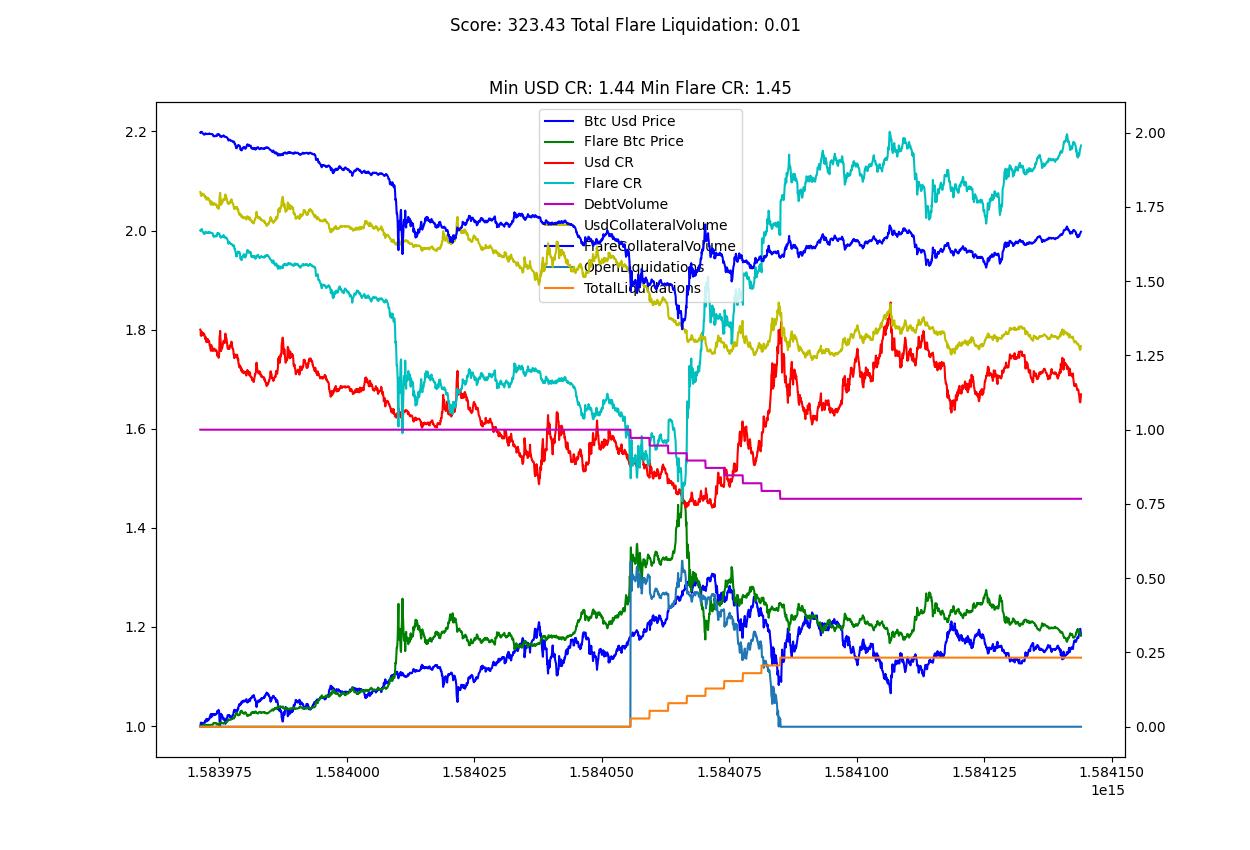 Score: 323.43 Total Flare Liquidation: 0.01
Min USD CR: 1.44 Min Flare CR: 1.45
Btc Usd Price
Flare Btc Price
Usd CR
Flare CR
DebtVolume
UsdCollateralVolume
FlareCollateralVolume
OpenLiquidations
TotalLiquidations
2.2
2.0
1.8
1.6
1.4
1.2
1.0
2.00
1.75
1.50
1.25
1.00
0.75
0.50
0.25
0.00
1.583975 1.584000 1.584025 1.584050 1.584075 1.584100 1.584125 1.584150
1e15